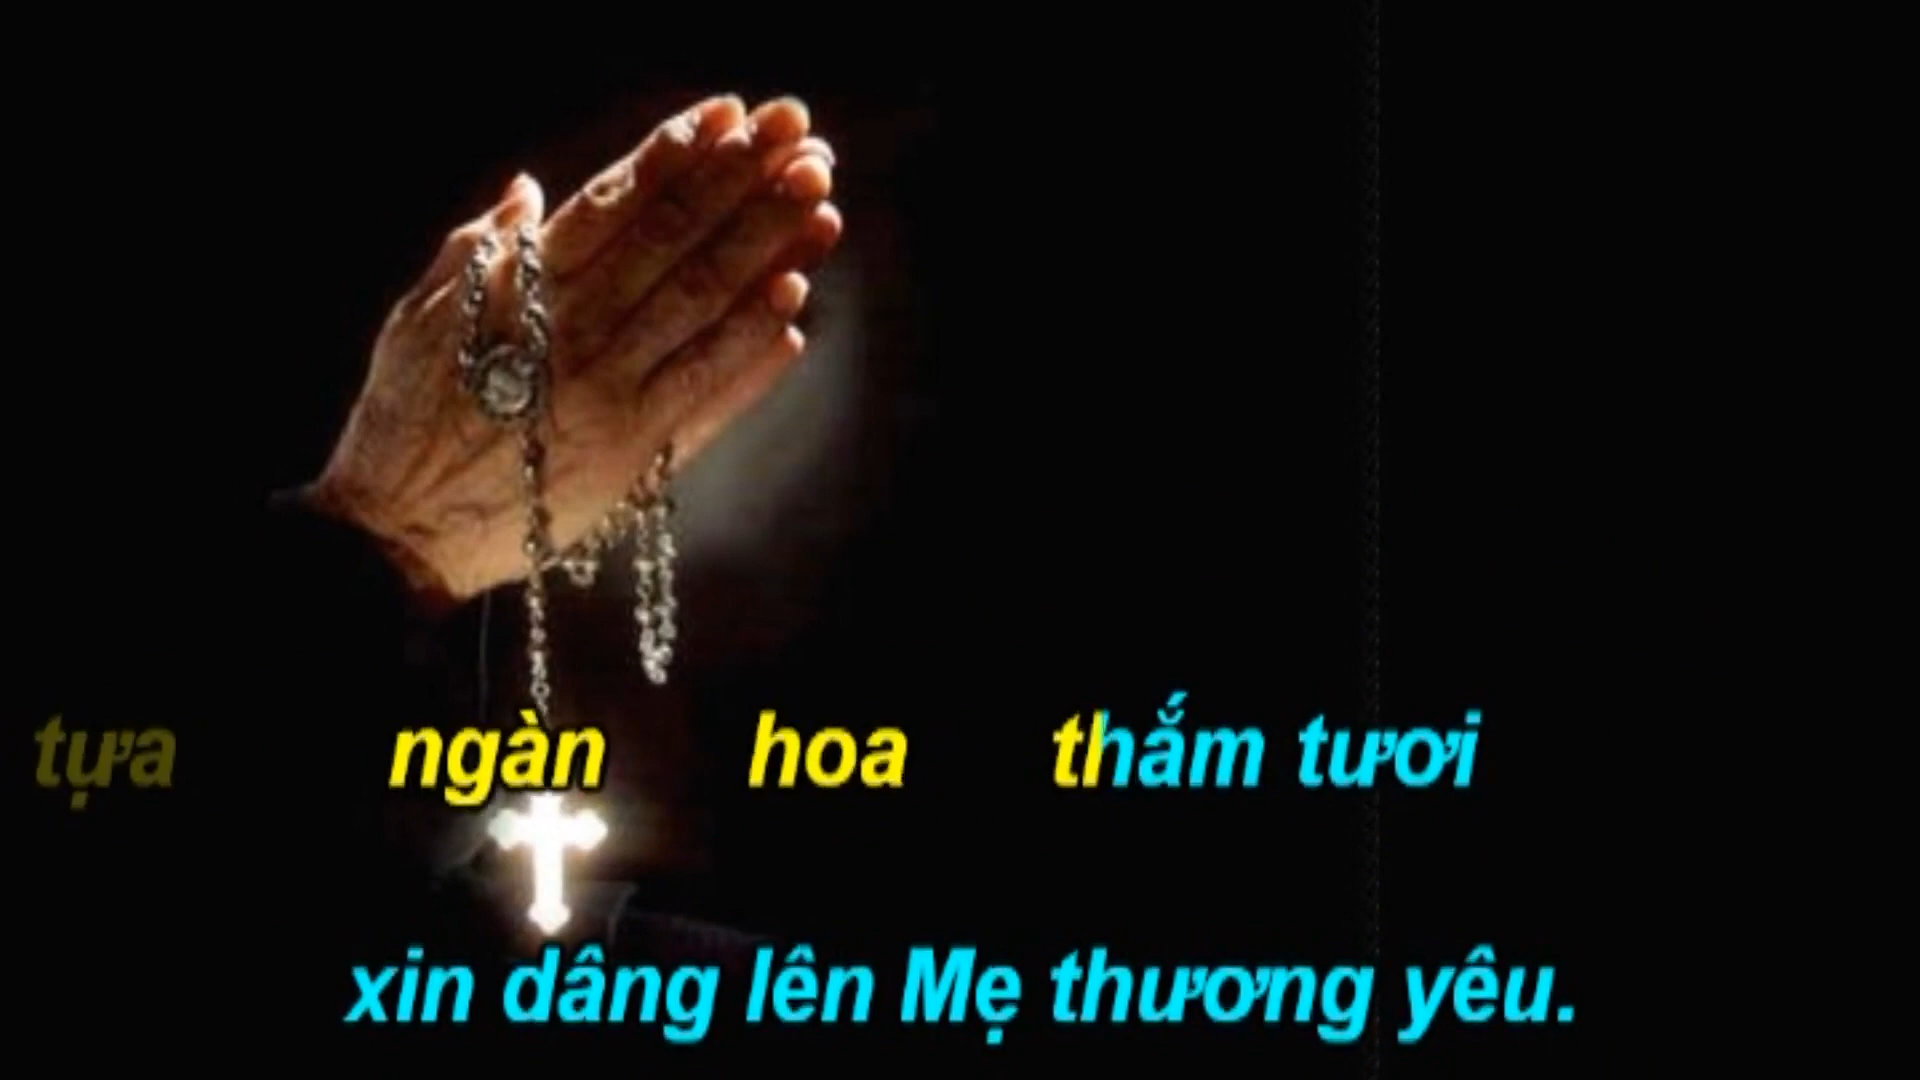 tựa ngàn hoa thắm tươi
xin dâng lên Mẹ thương yêu.